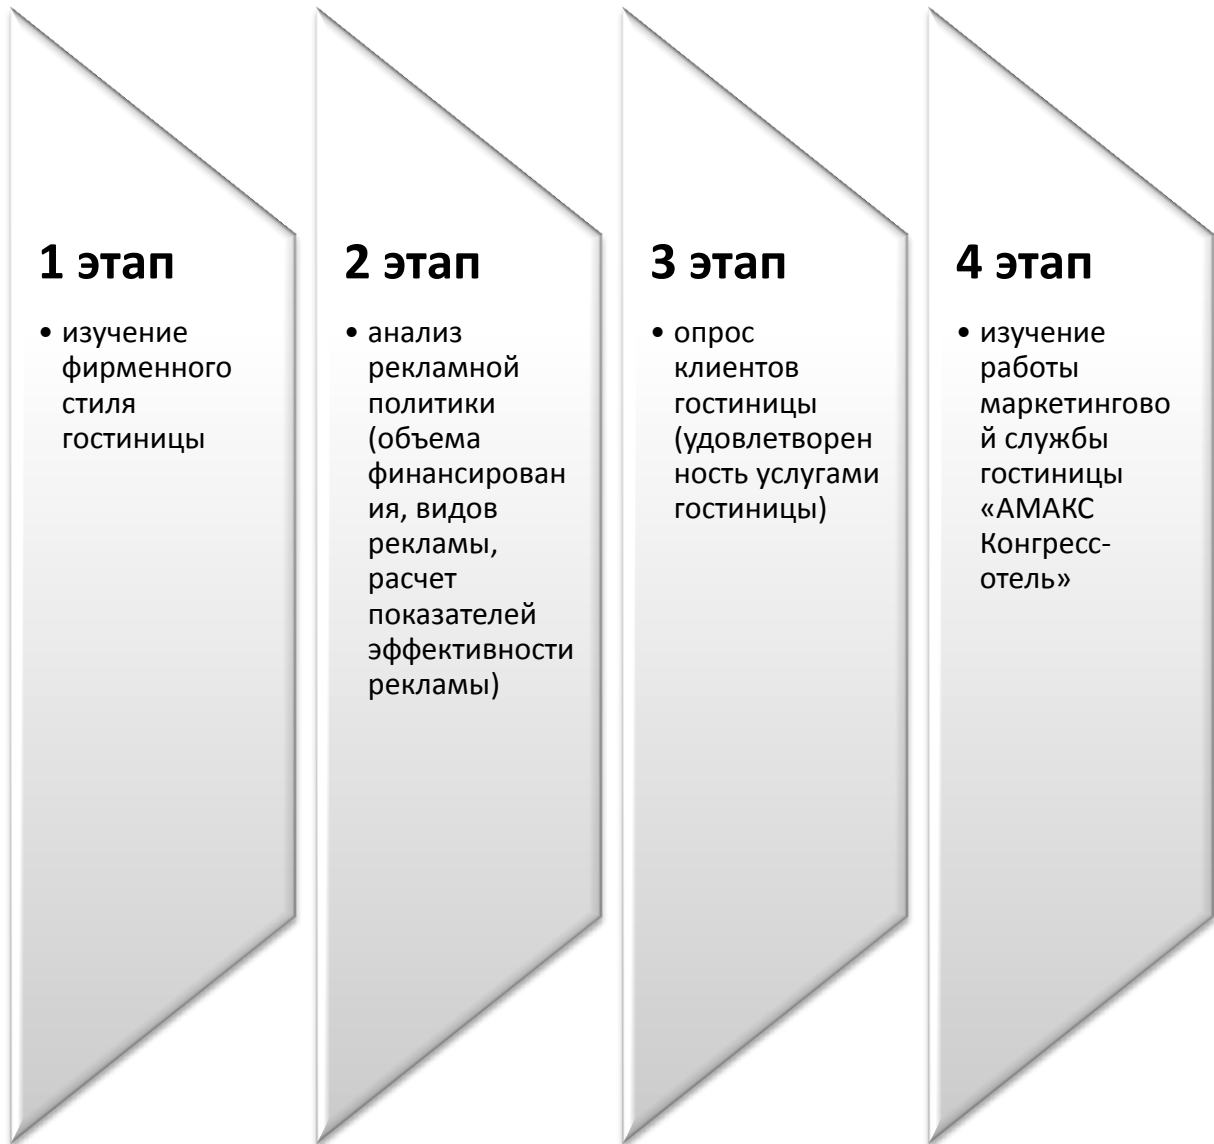 1 этап
• изучение
фирменного
стиля
гостиницы
2 этап
• анализ
рекламной
политики
(объема
финансирован
ия, видов
рекламы,
расчет
показателей
эффективности
рекламы)
3 этап
• опрос
клиентов
гостиницы
(удовлетворен
ность услугами
гостиницы)
4 этап
• изучение
работы
маркетингово
й службы
гостиницы
«АМАКС
Конгресс-
отель»